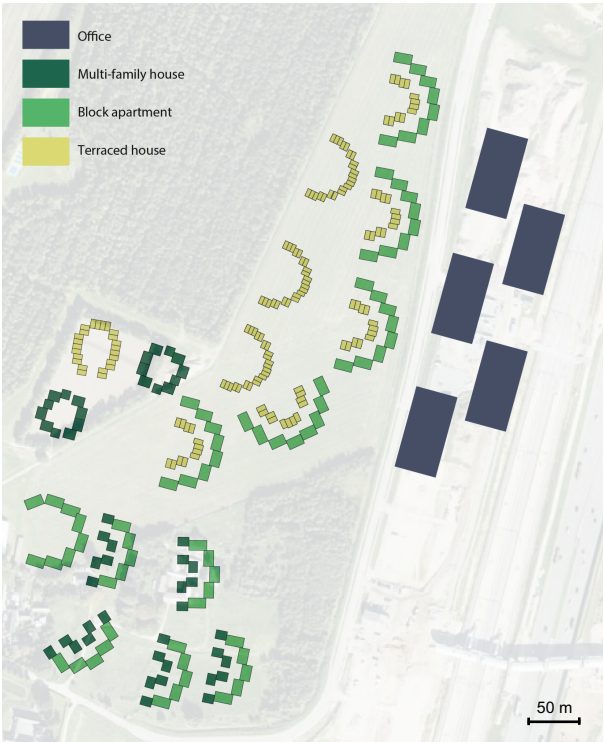 Office
Multi-family house
Block apartment
Terraced house
50 m